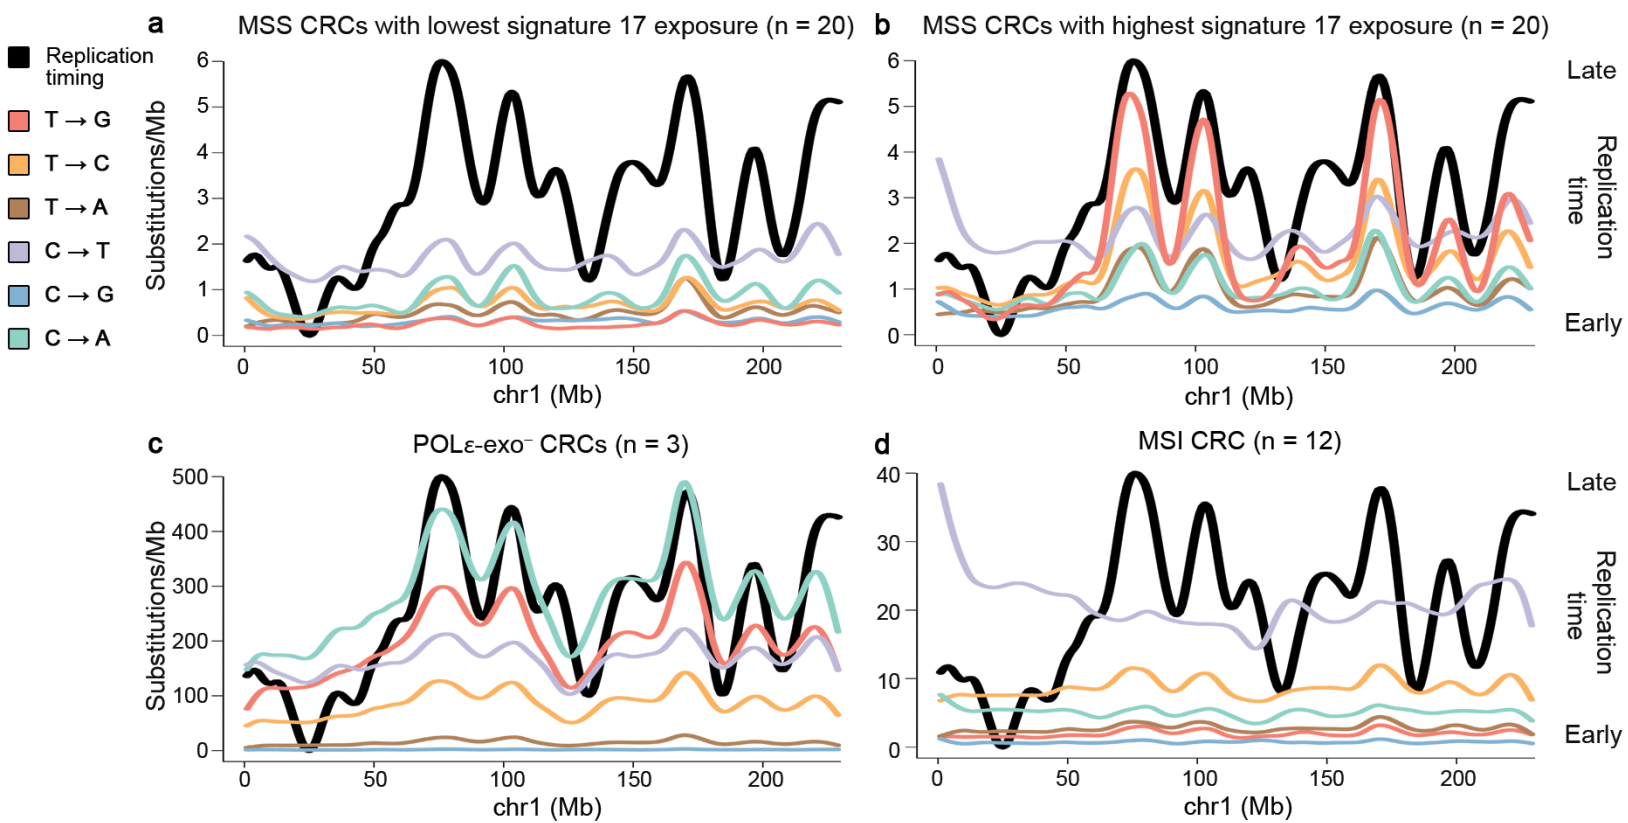 a MSS CRCs with lowest signature 17 exposure (n = 20)
b MSS CRCs with highest signature 17 exposure (n = 20)
Replication
timing
T → G
T → C
T → A
C → T
C → G
C → A
Substitutions/Mb
6
5
4
3
2
1
0
0 50 100 150 200
chr1 (Mb)
6
5
4
3
2
1
0
0 50 100 150 200
chr1 (Mb)
Late
Replication
time
Early
c POLε-exo⁻ CRCs (n = 3)
Substitutions/Mb
500
400
300
200
100
0
0 50 100 150 200
chr1 (Mb)
d MSI CRC (n = 12)
40
30
20
10
0
0 50 100 150 200
chr1 (Mb)
Late
Replication
time
Early